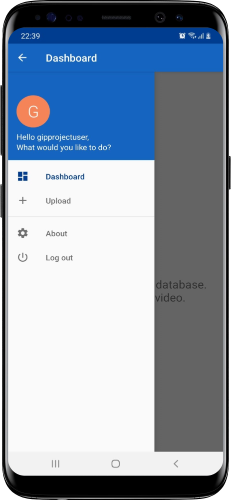 22:39
Dashboard
G
Hello gipprojectuser,
What would you like to do?
Dashboard
Upload
About
Log out
database.
video.